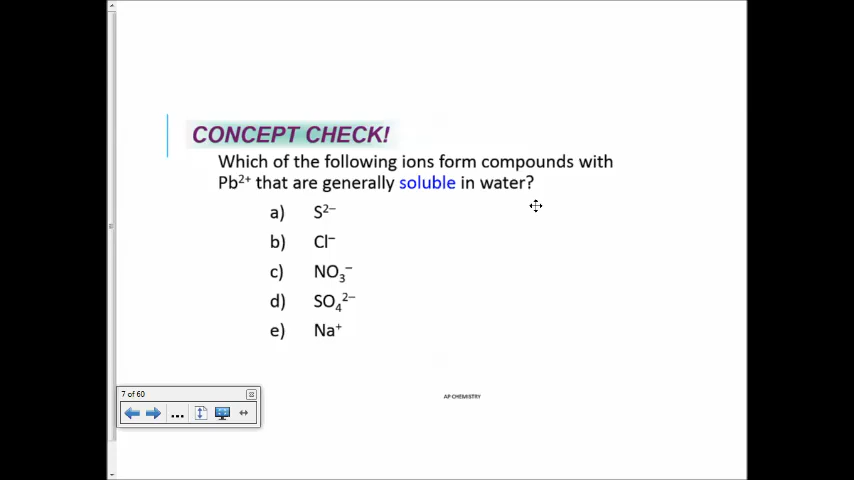 CONCEPT CHECK!
Which of the following ions form compounds with
Pb²⁺ that are generally soluble in water?
a) S²⁻
b) Cl⁻
c) NO₃⁻
d) SO₄²⁻
e) Na⁺
7 of 60
AP CHEMISTRY